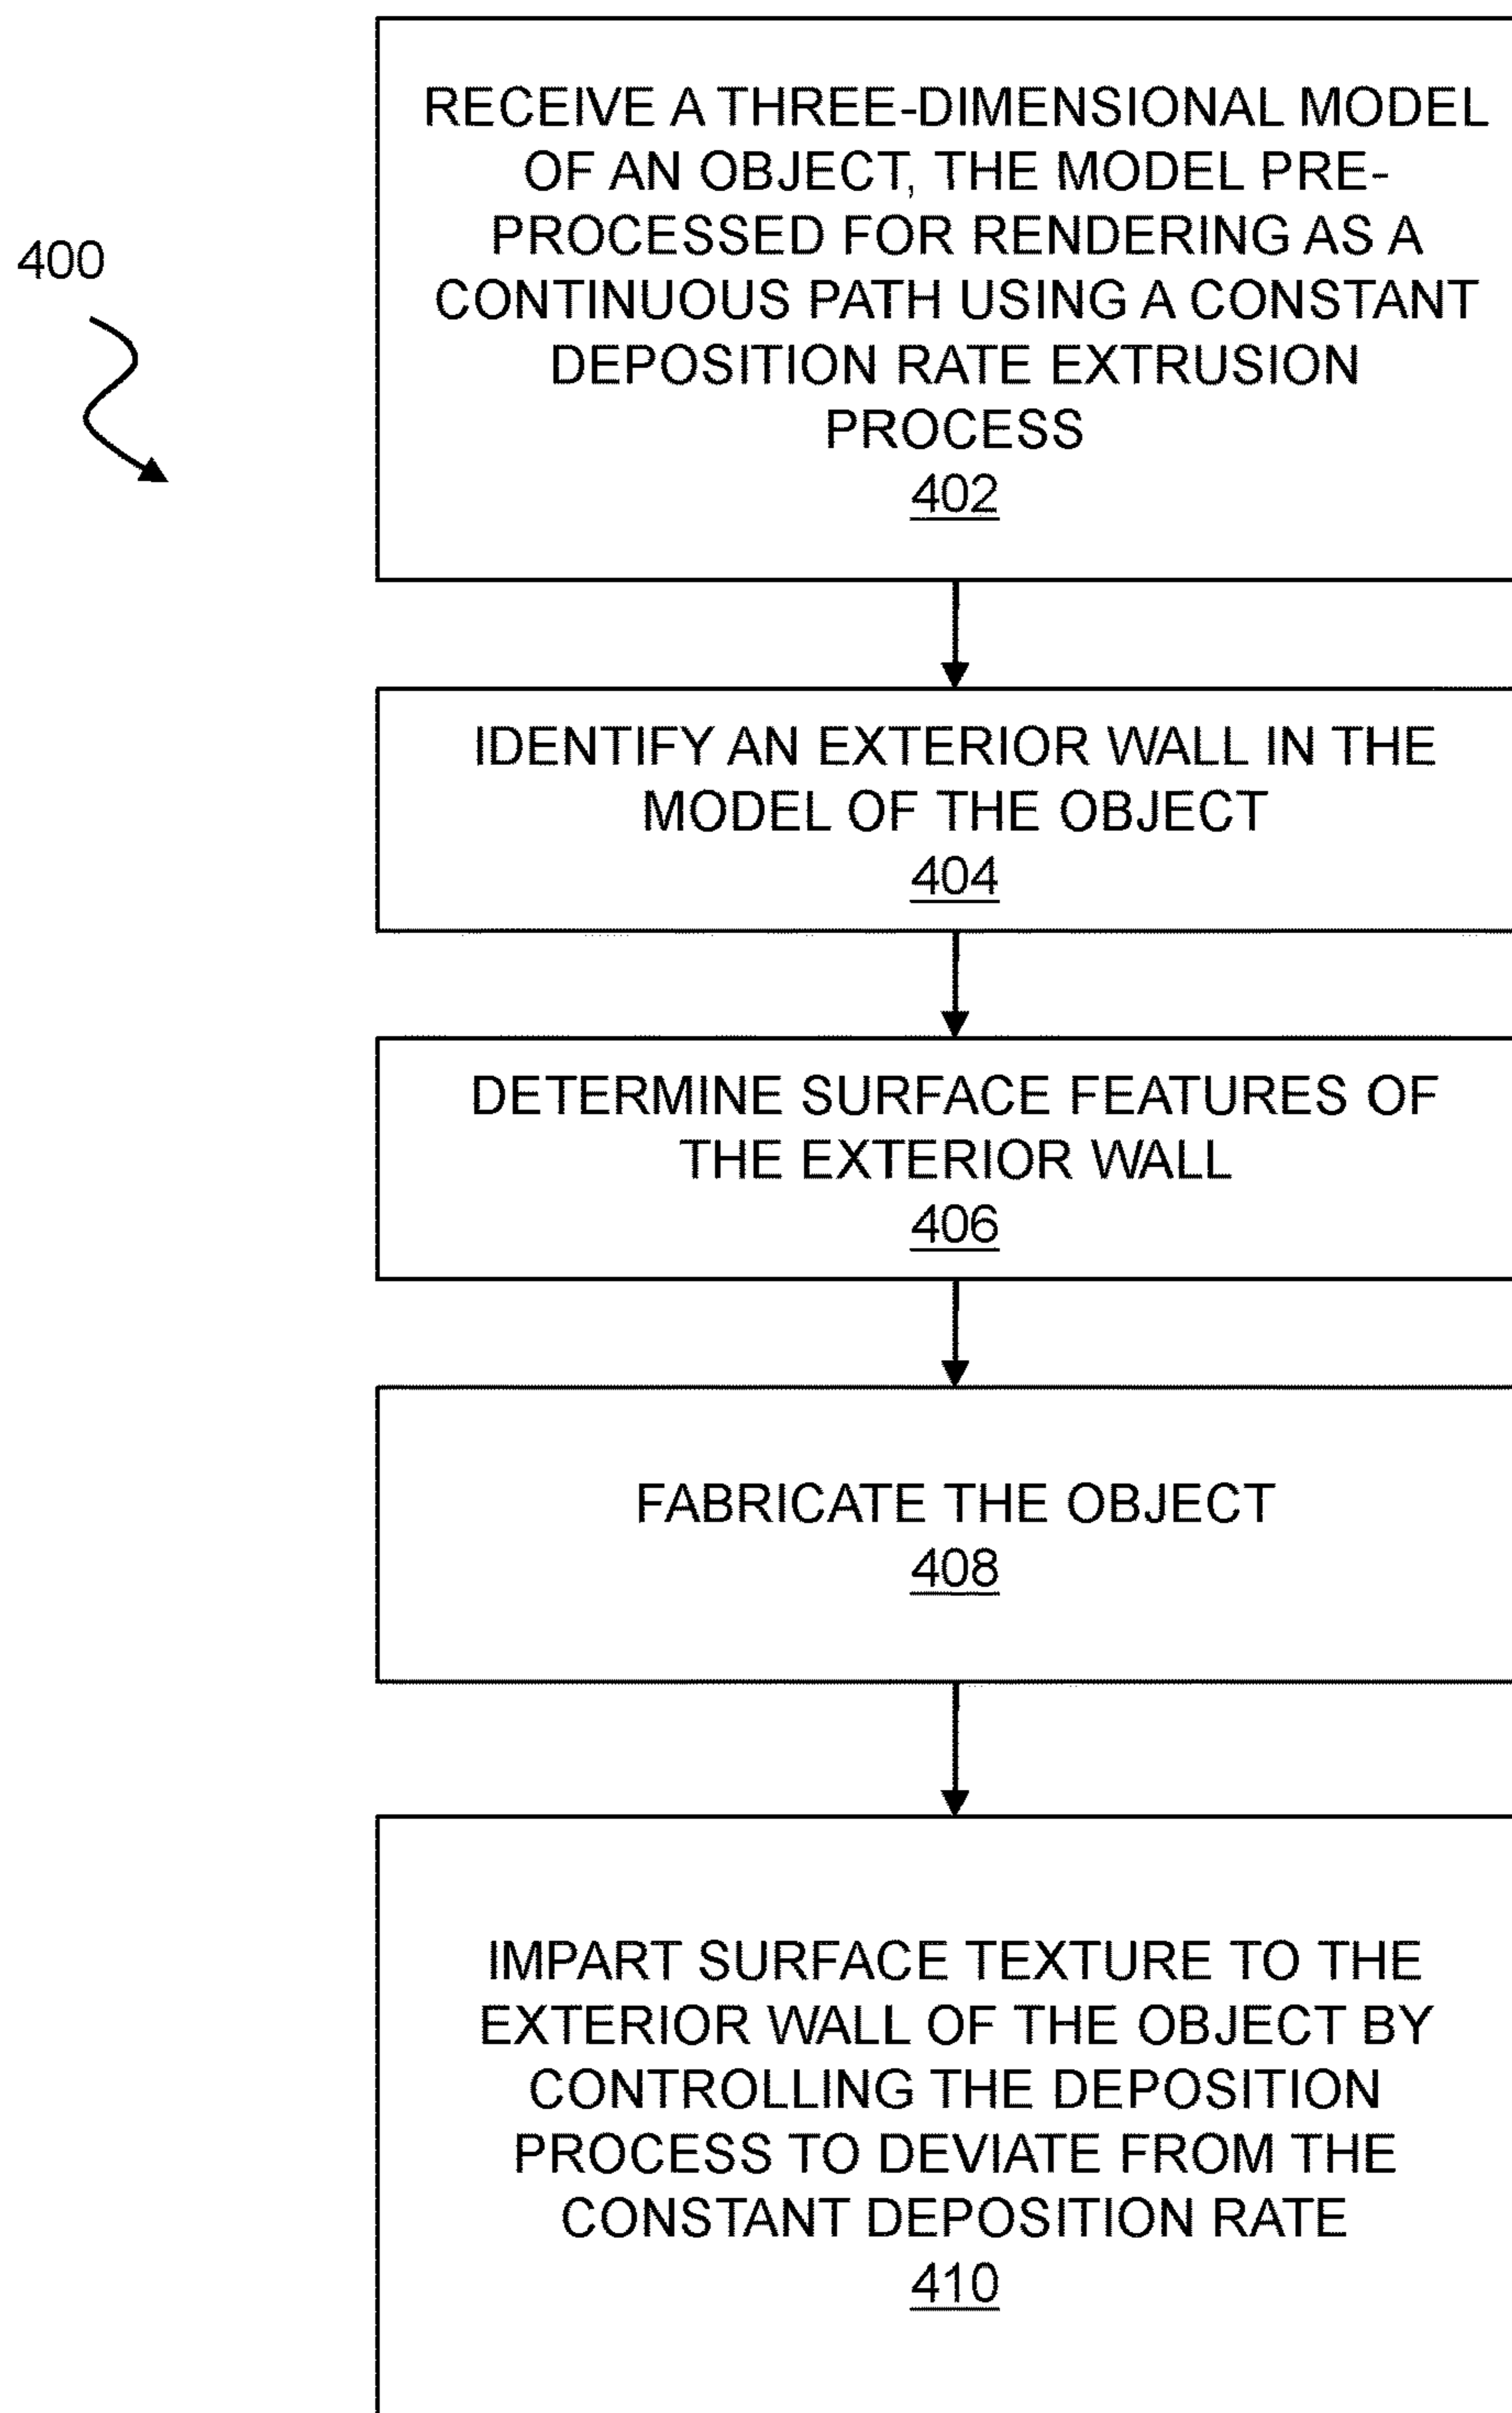 400
RECEIVE A THREE-DIMENSIONAL MODEL
OF AN OBJECT, THE MODEL PRE-
PROCESSED FOR RENDERING AS A
CONTINUOUS PATH USING A CONSTANT
DEPOSITION RATE EXTRUSION
PROCESS
402
IDENTIFY AN EXTERIOR WALL IN THE
MODEL OF THE OBJECT
404
DETERMINE SURFACE FEATURES OF
THE EXTERIOR WALL
406
FABRICATE THE OBJECT
408
IMPART SURFACE TEXTURE TO THE
EXTERIOR WALL OF THE OBJECT BY
CONTROLLING THE DEPOSITION
PROCESS TO DEVIATE FROM THE
CONSTANT DEPOSITION RATE
410